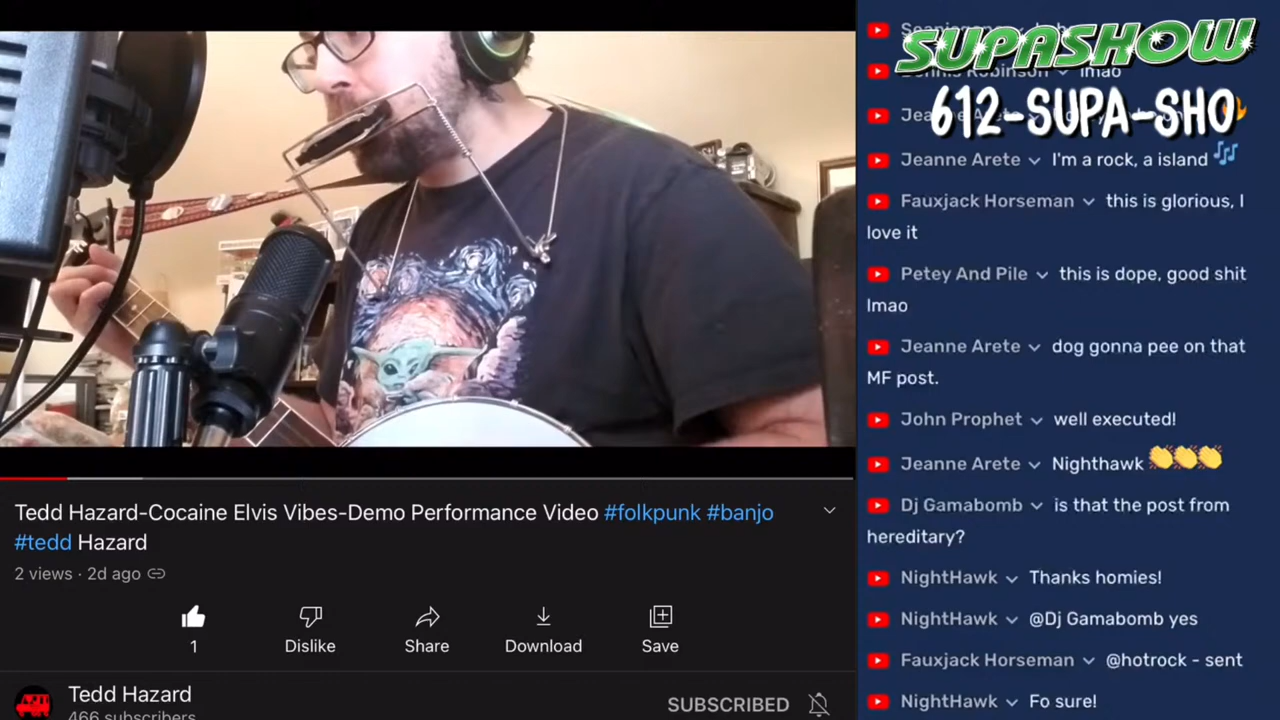 SUPASHOW
612-SUPA-SHO
lmao
Jeanne Arete I'm a rock, a island 🎶
Fauxjack Horseman this is glorious, I
love it
Petey And Pile this is dope, good shit
lmao
Jeanne Arete dog gonna pee on that
MF post.
John Prophet well executed!
Jeanne Arete Nighthawk 👏👏👏
Dj Gamabomb is that the post from
hereditary?
NightHawk Thanks homies!
NightHawk @Dj Gamabomb yes
Fauxjack Horseman @hotrock - sent
NightHawk Fo sure!
Tedd Hazard-Cocaine Elvis Vibes-Demo Performance Video #folkpunk #banjo
#tedd Hazard
2 views · 2d ago
1
Dislike
Share
Download
Save
Tedd Hazard
466 subscribers
SUBSCRIBED